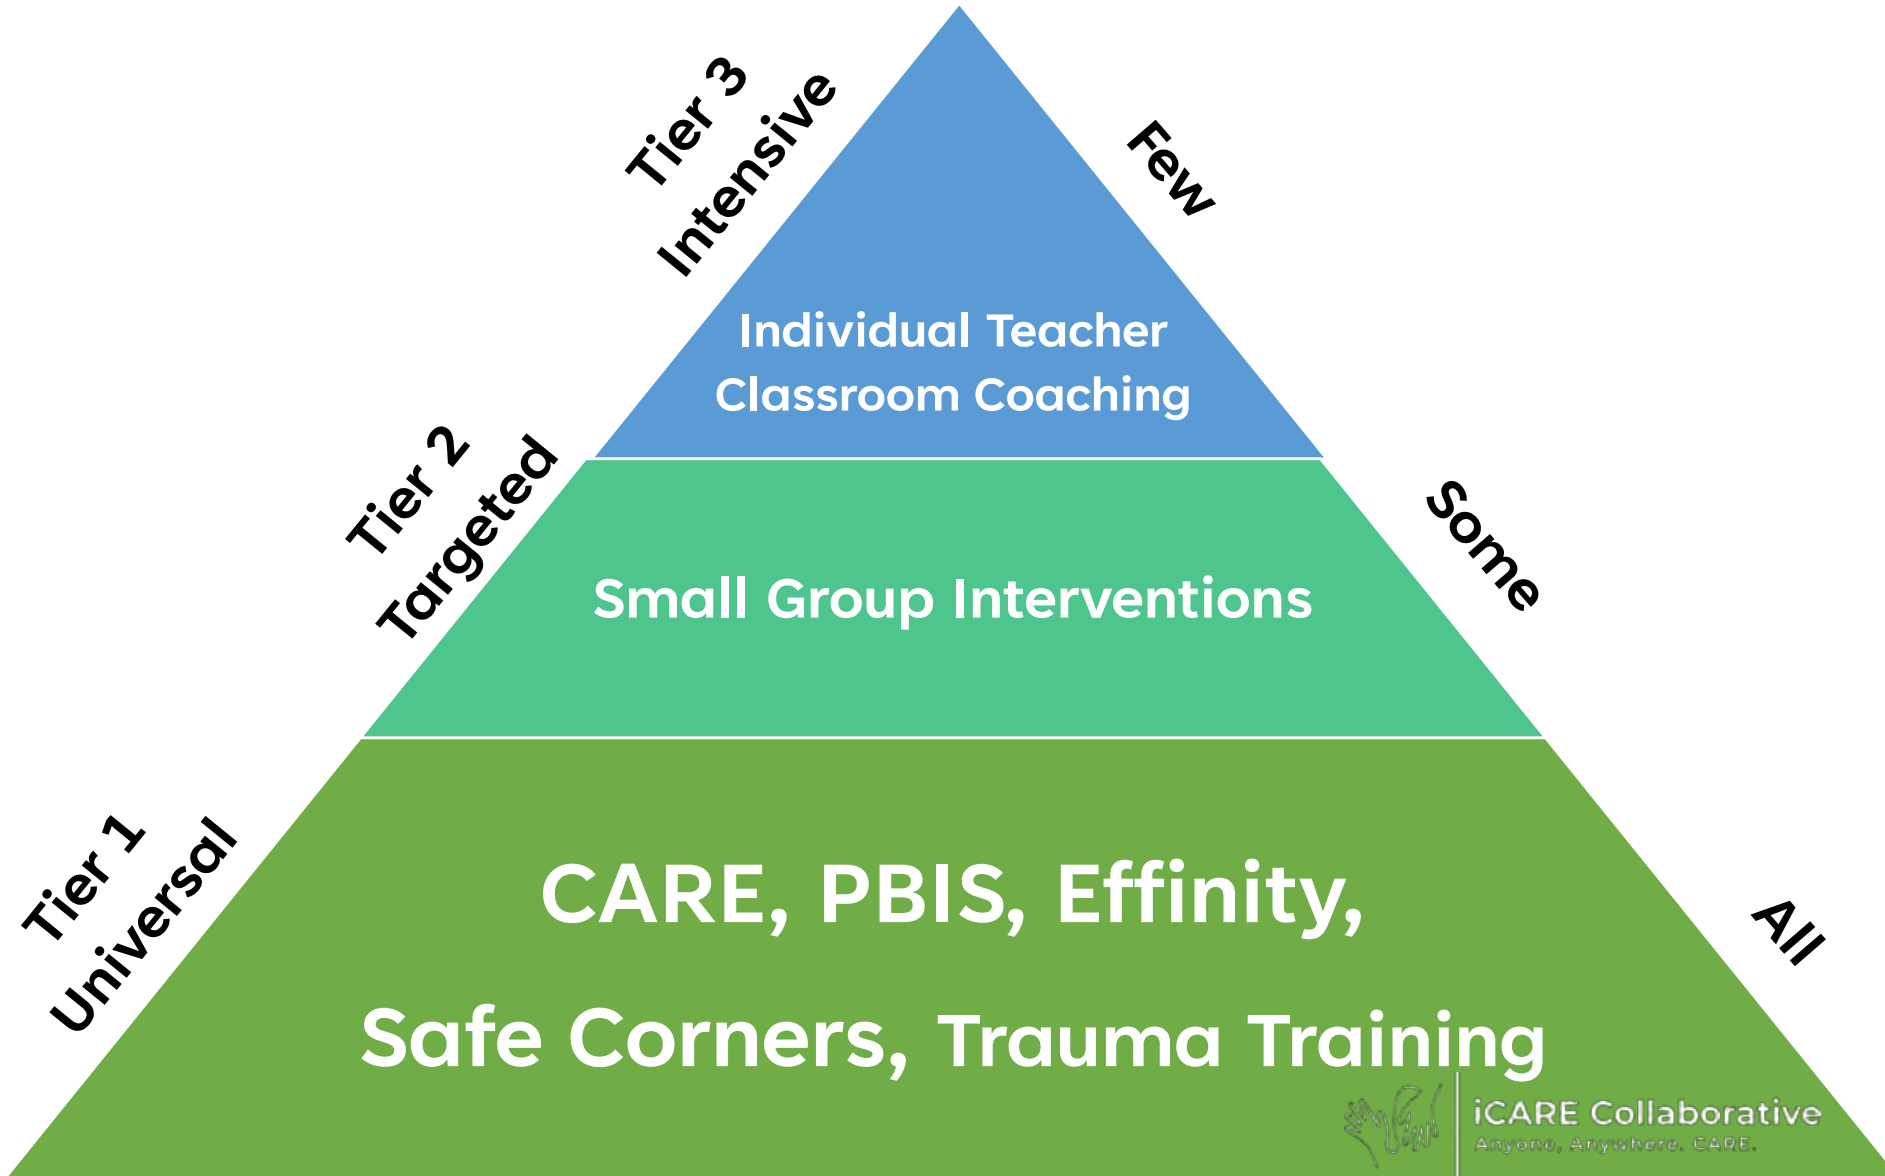 Tier 3
Intensive
Few
Individual Teacher
Classroom Coaching
Tier 2
Targeted
Some
Small Group Interventions
Tier 1
Universal
All
CARE, PBIS, Effinity,
Safe Corners, Trauma Training
iCARE Collaborative
Anyone, Anywhere. CARE.